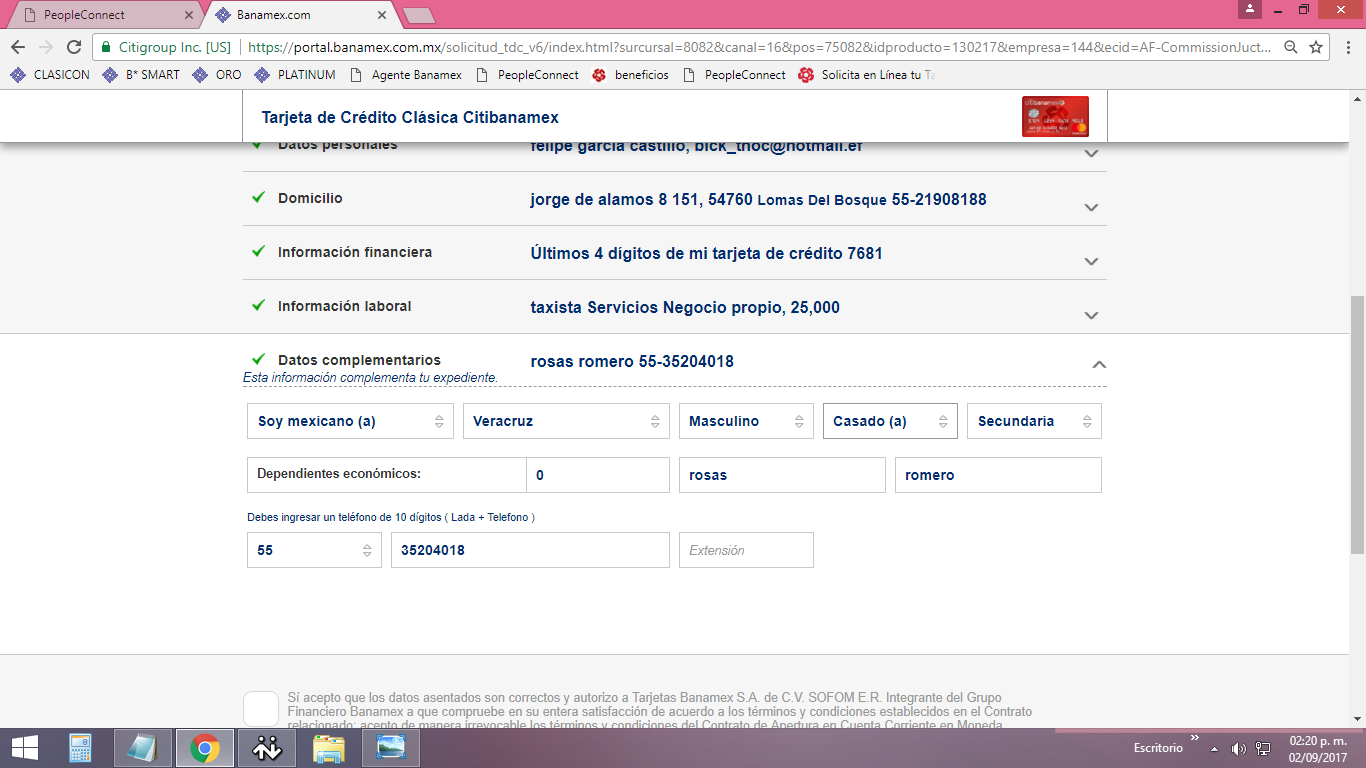 PeopleConnect
Banamex.com
Citigroup Inc. [US]
https://portal.banamex.com.mx/solicitud_tdc_v6/index.html?surcursal=8082&canal=16&pos=75082&idproducto=130217&empresa=144&ecid=AF-CommissionJuct...
CLASICON B* SMART ORO PLATINUM Agente Banamex PeopleConnect beneficios PeopleConnect Solicita en Línea tu
Tarjeta de Crédito Clásica Citibanamex
Datos personales felipe garcia castillo, bick_thoc@hotmail.ef
Domicilio jorge de alamos 8 151, 54760 Lomas Del Bosque 55-21908188
Información financiera Últimos 4 dígitos de mi tarjeta de crédito 7681
Información laboral taxista Servicios Negocio propio, 25,000
Datos complementarios rosas romero 55-35204018
Esta información complementa tu expediente.
Soy mexicano (a) Veracruz Masculino Casado (a) Secundaria
Dependientes económicos: 0 rosas romero
Debes ingresar un teléfono de 10 dígitos ( Lada + Telefono )
55 35204018 Extensión
Sí acepto que los datos asentados son correctos y autorizo a Tarjetas Banamex S.A. de C.V. SOFOM E.R. Integrante del Grupo
Financiero Banamex a que compruebe en su entera satisfacción de acuerdo a los términos y condiciones establecidos en el Contrato
relacionado; acepto de manera irrevocable los términos y condiciones del Contrato de Apertura en Cuenta Corriente en Moneda
Escritorio
02:20 p. m.
02/09/2017